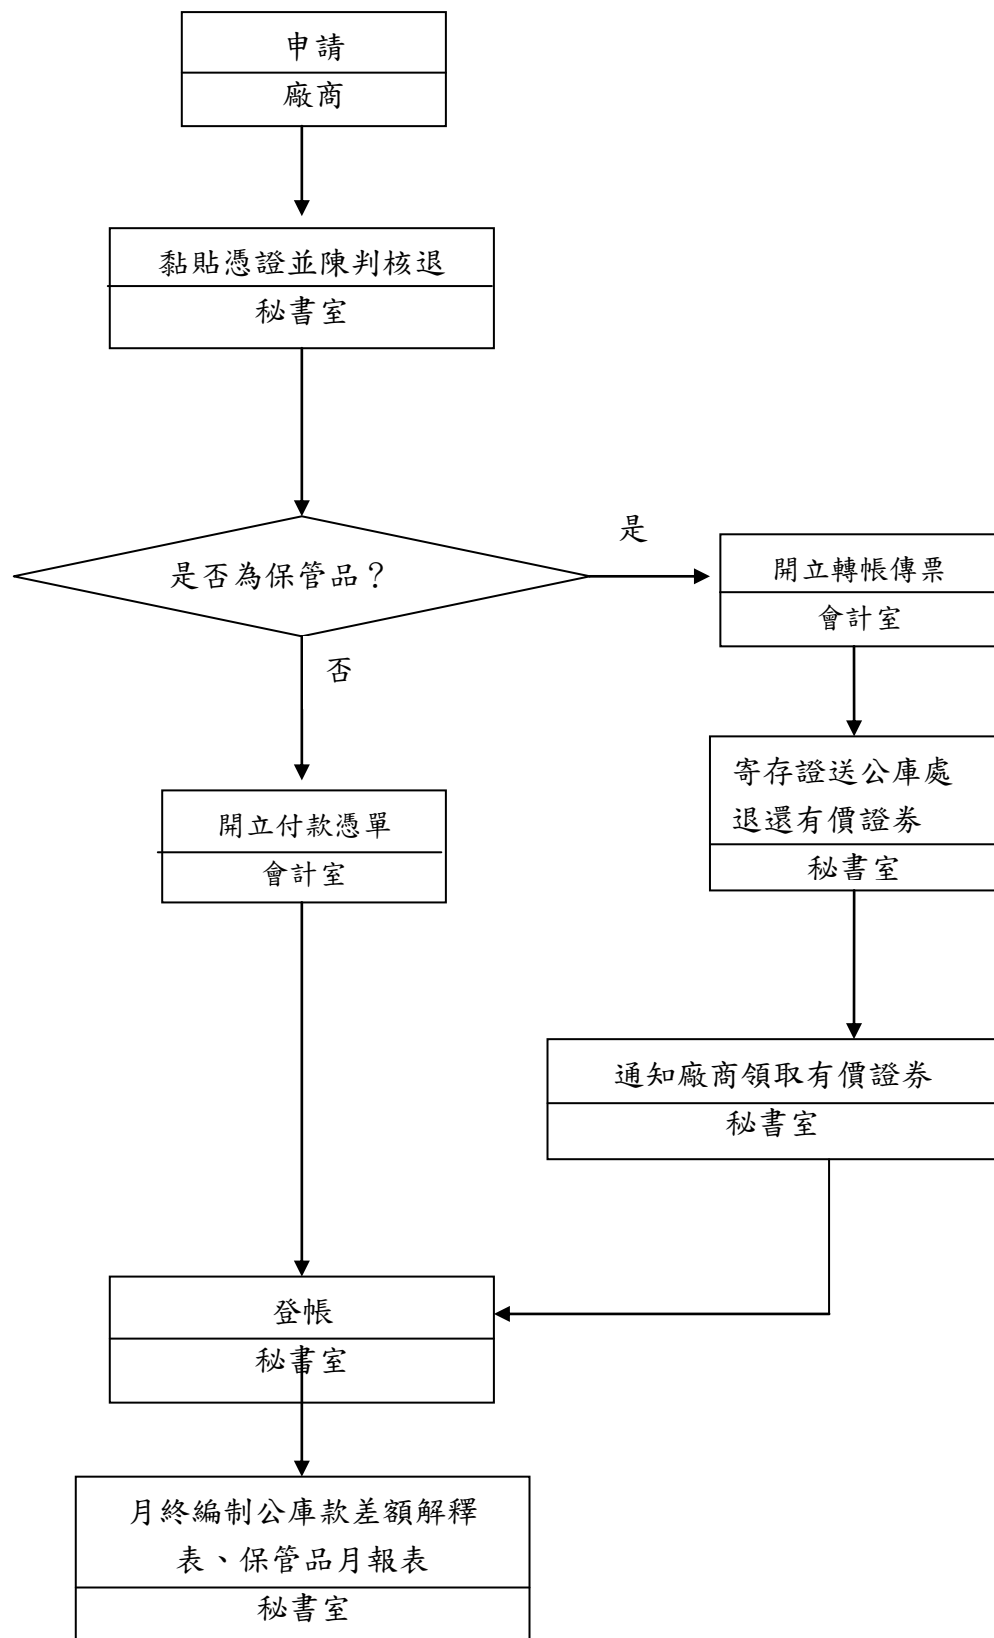 申請
廠商
黏貼憑證並陳判核退
秘書室
是否為保管品？
是
否
開立轉帳傳票
會計室
寄存證送公庫處
退還有價證券
秘書室
開立付款憑單
會計室
通知廠商領取有價證券
秘書室
登帳
秘書室
月終編制公庫款差額解釋
表、保管品月報表
秘書室